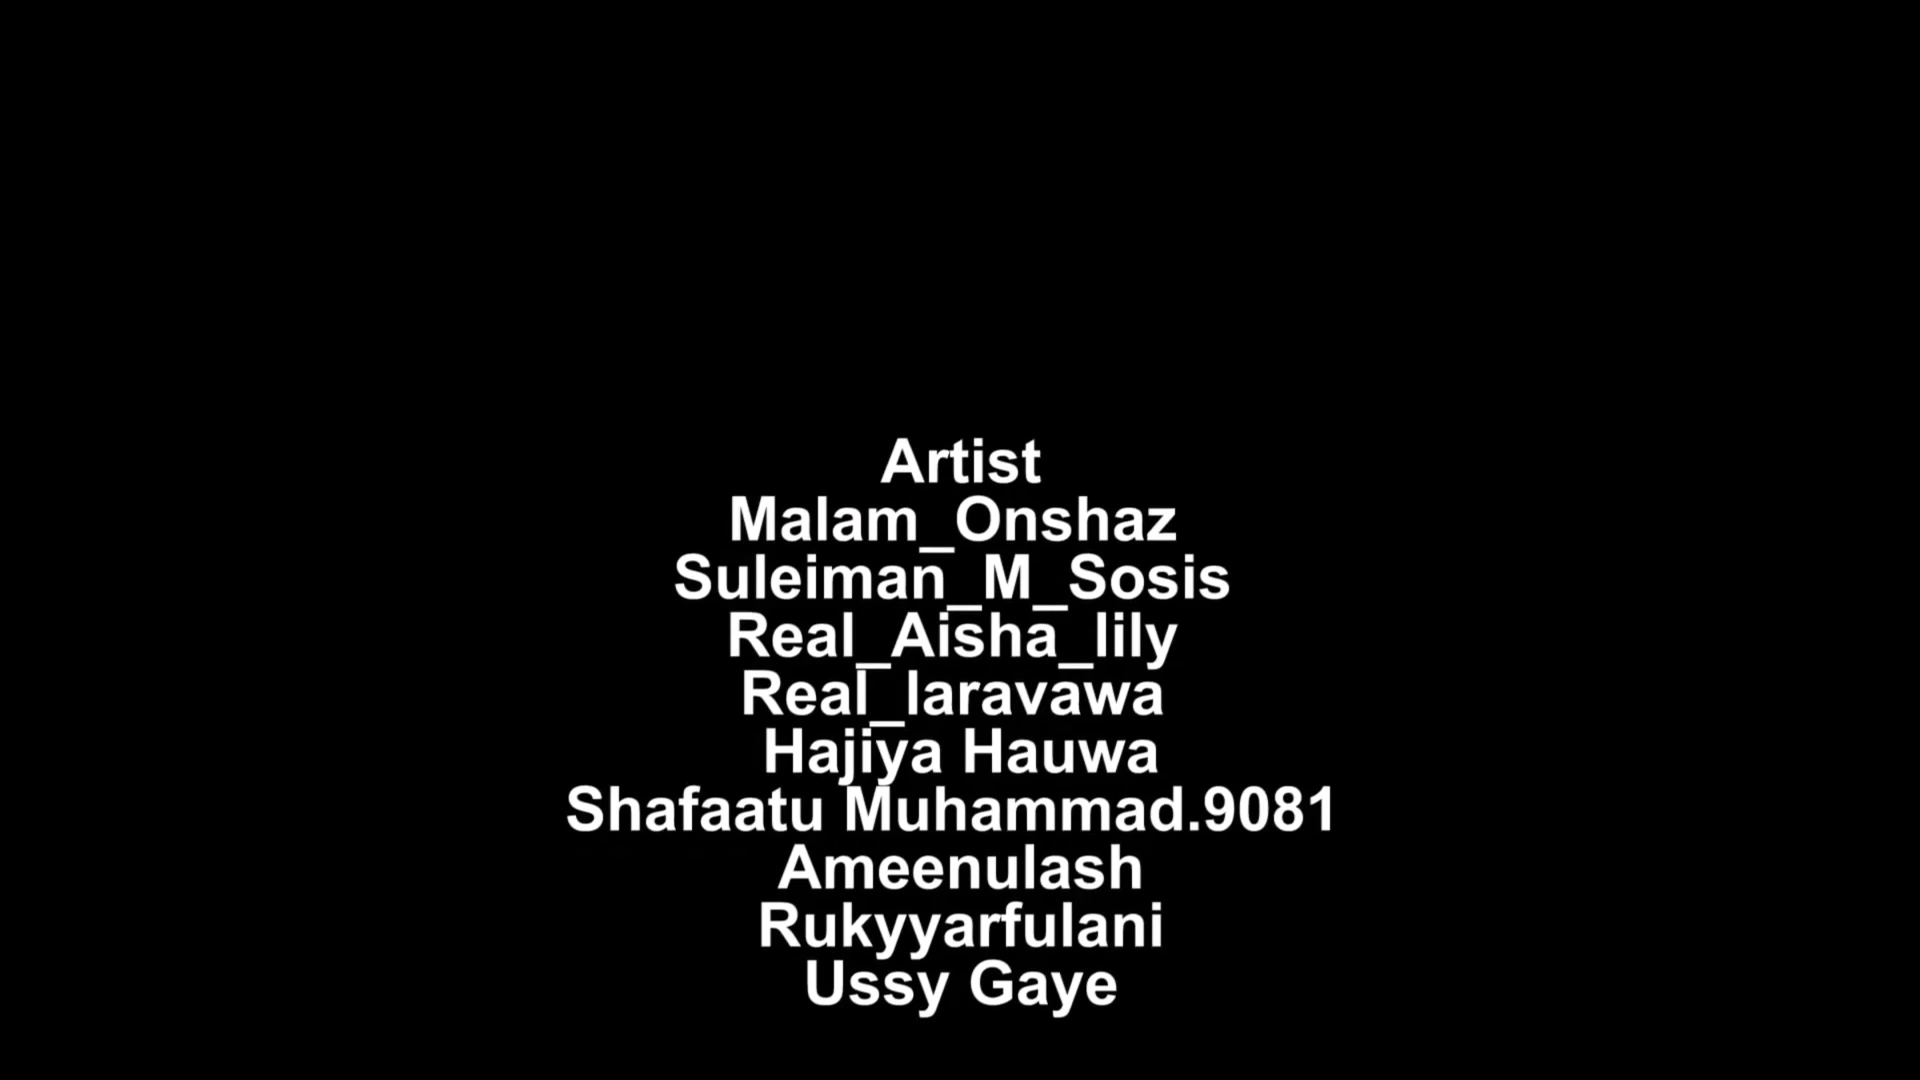 Artist
Malam_Onshaz
Suleiman_M_Sosis
Real_Aisha_lily
Real_laravawa
Hajiya Hauwa
Shafaatu Muhammad.9081
Ameenulash
Rukyyarfulani
Ussy Gaye